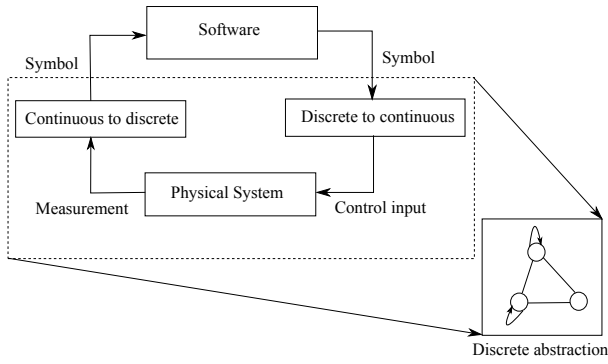 Software
Symbol
Symbol
Continuous to discrete
Discrete to continuous
Physical System
Measurement
Control input
Discrete abstraction